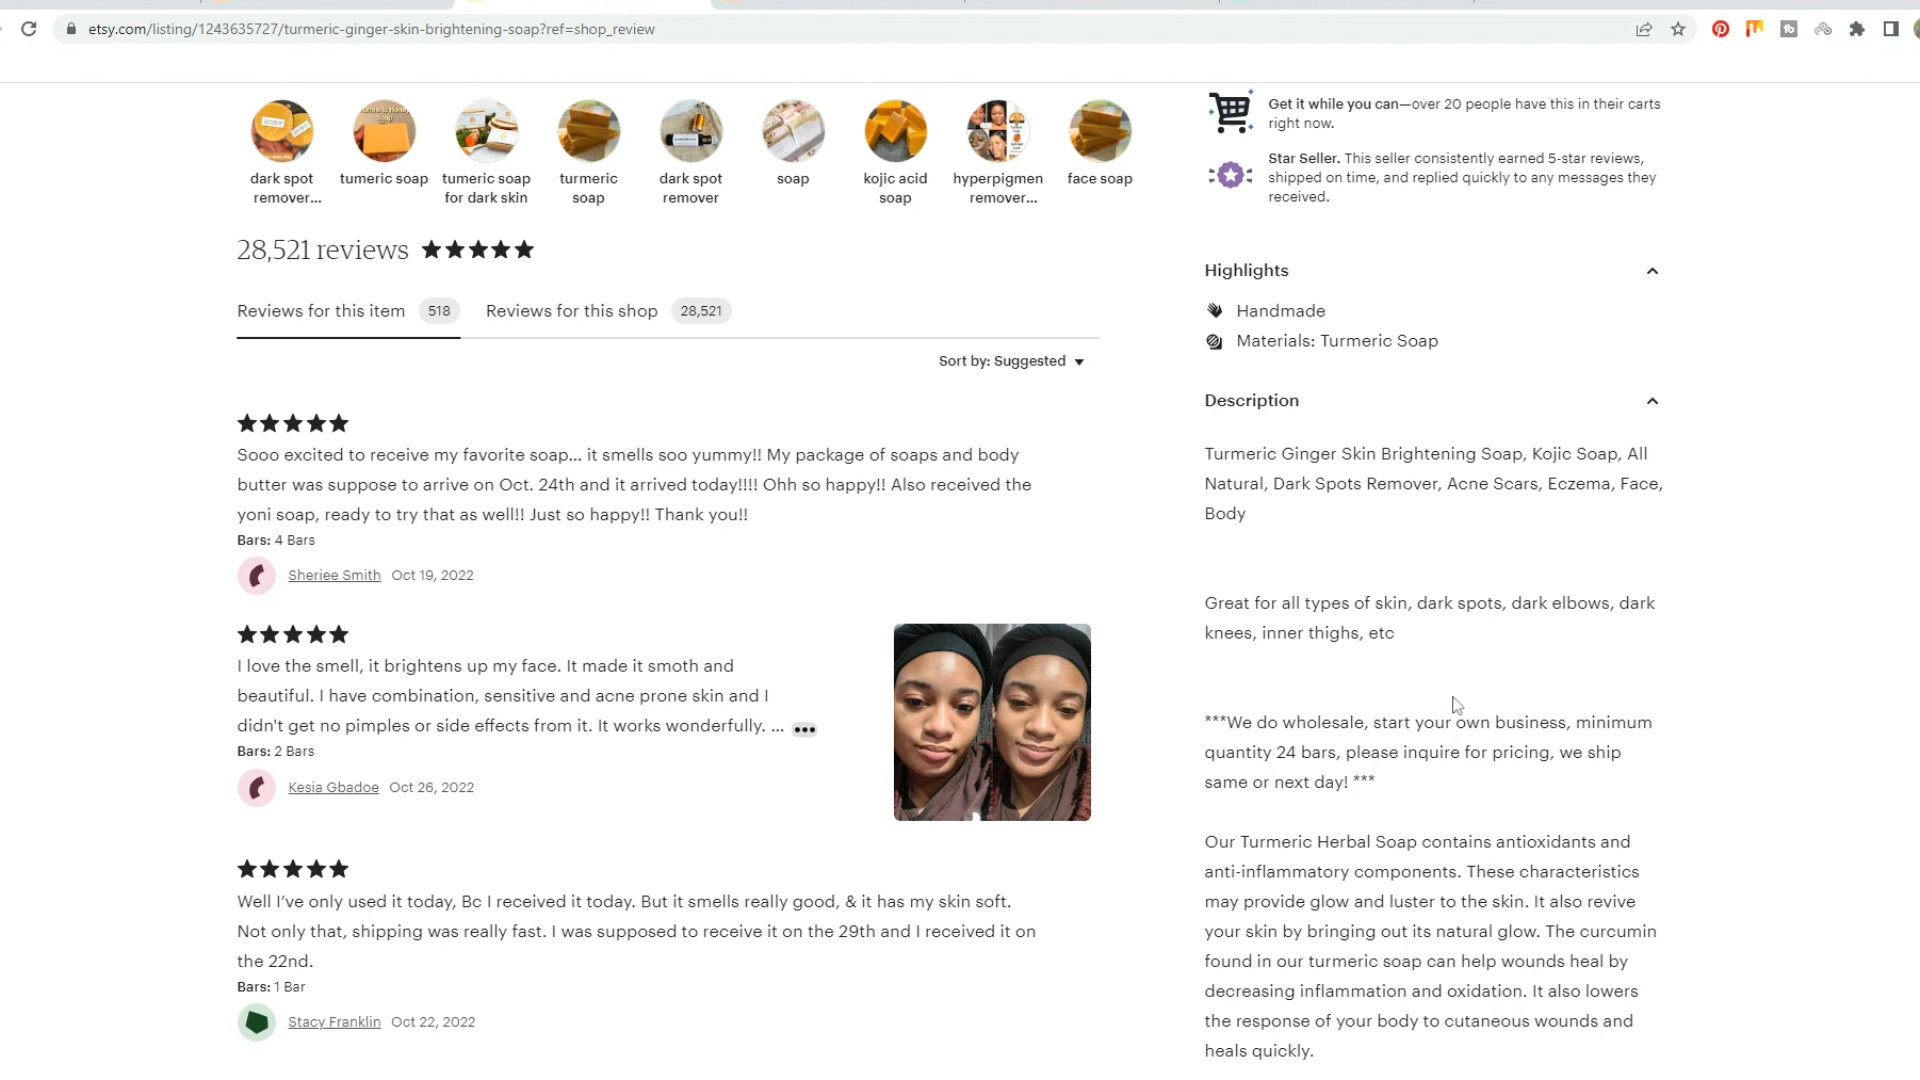 etsy.com/listing/1243635727/turmeric-ginger-skin-brightening-soap?ref=shop_review
dark spot
remover...
tumeric soap
tumeric soap
for dark skin
turmeric
soap
dark spot
remover
soap
kojic acid
soap
hyperpigmen
remover...
face soap
28,521 reviews
Reviews for this item 518 Reviews for this shop 28,521
Sort by: Suggested
Sooo excited to receive my favorite soap... it smells soo yummy!! My package of soaps and body
butter was suppose to arrive on Oct. 24th and it arrived today!!!! Ohh so happy!! Also received the
yoni soap, ready to try that as well!! Just so happy!! Thank you!!
Bars: 4 Bars
Sheriee Smith Oct 19, 2022
I love the smell, it brightens up my face. It made it smoth and
beautiful. I have combination, sensitive and acne prone skin and I
didn't get no pimples or side effects from it. It works wonderfully. ...
Bars: 2 Bars
Kesia Gbadoe Oct 26, 2022
Well I've only used it today, Bc I received it today. But it smells really good, & it has my skin soft.
Not only that, shipping was really fast. I was supposed to receive it on the 29th and I received it on
the 22nd.
Bars: 1 Bar
Stacy Franklin Oct 22, 2022
Get it while you can—over 20 people have this in their carts
right now.
Star Seller. This seller consistently earned 5-star reviews,
shipped on time, and replied quickly to any messages they
received.
Highlights
Handmade
Materials: Turmeric Soap
Description
Turmeric Ginger Skin Brightening Soap, Kojic Soap, All
Natural, Dark Spots Remover, Acne Scars, Eczema, Face,
Body
Great for all types of skin, dark spots, dark elbows, dark
knees, inner thighs, etc
***We do wholesale, start your own business, minimum
quantity 24 bars, please inquire for pricing, we ship
same or next day! ***
Our Turmeric Herbal Soap contains antioxidants and
anti-inflammatory components. These characteristics
may provide glow and luster to the skin. It also revive
your skin by bringing out its natural glow. The curcumin
found in our turmeric soap can help wounds heal by
decreasing inflammation and oxidation. It also lowers
the response of your body to cutaneous wounds and
heals quickly.